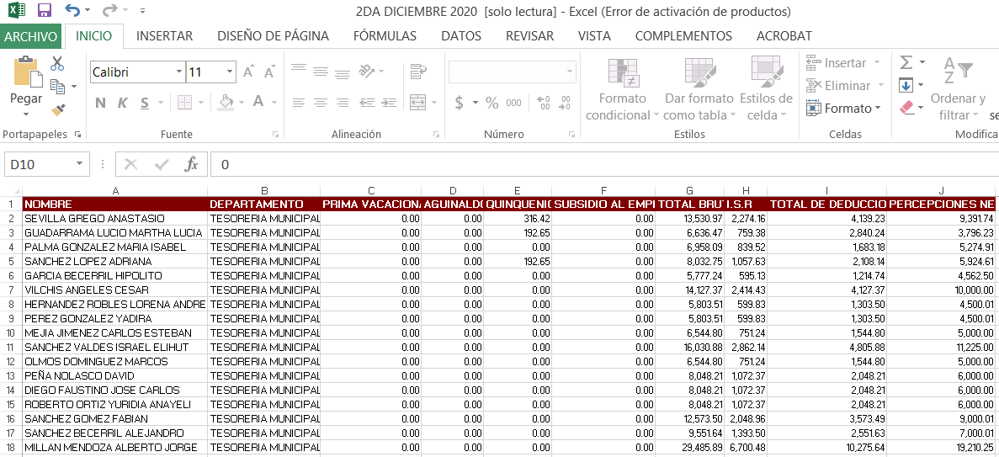 2DA DICIEMBRE 2020 [solo lectura] - Excel (Error de activación de productos)
ARCHIVO INICIO INSERTAR DISEÑO DE PÁGINA FÓRMULAS DATOS REVISAR VISTA COMPLEMENTOS ACROBAT
Pegar
Portapapeles
Calibri 11
N K S
Fuente
Alineación
$ % 000
Número
Formato condicional
Dar formato como tabla
Estilos de celda
Estilos
Insertar
Eliminar
Formato
Celdas
Ordenar y filtrar
se
Modifica
D10 fx 0
A B C D E F G H I J
1 NOMBRE DEPARTAMENTO PRIMA VACACION AGUINALDO QUINQUENIO SUBSIDIO AL EMPL TOTAL BRUT I.S.R TOTAL DE DEDUCCIO PERCEPCIONES NE
2 SEVILLA GREGO ANASTASIO TESORERIA MUNICIPAL 0.00 0.00 316.42 0.00 13,530.97 2,274.16 4,139.23 9,391.74
3 GUADARRAMA LUCIO MARTHA LUCIA TESORERIA MUNICIPAL 0.00 0.00 192.65 0.00 6,636.47 759.38 2,840.24 3,796.23
4 PALMA GONZALEZ MARIA ISABEL TESORERIA MUNICIPAL 0.00 0.00 0.00 0.00 6,958.09 839.52 1,683.18 5,274.91
5 SANCHEZ LOPEZ ADRIANA TESORERIA MUNICIPAL 0.00 0.00 192.65 0.00 8,032.75 1,057.63 2,108.14 5,924.61
6 GARCIA BECERRIL HIPOLITO TESORERIA MUNICIPAL 0.00 0.00 0.00 0.00 5,777.24 595.13 1,214.74 4,562.50
7 VILCHIS ANGELES CESAR TESORERIA MUNICIPAL 0.00 0.00 0.00 0.00 14,127.37 2,414.43 4,127.37 10,000.00
8 HERNANDEZ ROBLES LORENA ANDRE TESORERIA MUNICIPAL 0.00 0.00 0.00 0.00 5,803.51 599.83 1,303.50 4,500.01
9 PEREZ GONZALEZ YADIRA TESORERIA MUNICIPAL 0.00 0.00 0.00 0.00 5,803.51 599.83 1,303.50 4,500.01
10 MEJIA JIMENEZ CARLOS ESTEBAN TESORERIA MUNICIPAL 0.00 0.00 0.00 0.00 6,544.80 751.24 1,544.80 5,000.00
11 SANCHEZ VALDES ISRAEL ELIHUT TESORERIA MUNICIPAL 0.00 0.00 0.00 0.00 16,030.88 2,862.14 4,805.88 11,225.00
12 OLMOS DOMINGUEZ MARCOS TESORERIA MUNICIPAL 0.00 0.00 0.00 0.00 6,544.80 751.24 1,544.80 5,000.00
13 PEÑA NOLASCO DAVID TESORERIA MUNICIPAL 0.00 0.00 0.00 0.00 8,048.21 1,072.37 2,048.21 6,000.00
14 DIEGO FAUSTINO JOSE CARLOS TESORERIA MUNICIPAL 0.00 0.00 0.00 0.00 8,048.21 1,072.37 2,048.21 6,000.00
15 ROBERTO ORTIZ YURIDIA ANAYELI TESORERIA MUNICIPAL 0.00 0.00 0.00 0.00 8,048.21 1,072.37 2,048.21 6,000.00
16 SANCHEZ GOMEZ FABIAN TESORERIA MUNICIPAL 0.00 0.00 0.00 0.00 12,573.50 2,048.96 3,573.49 9,000.01
17 SANCHEZ BECERRIL ALEJANDRO TESORERIA MUNICIPAL 0.00 0.00 0.00 0.00 9,551.64 1,393.50 2,551.63 7,000.01
18 MILLAN MENDOZA ALBERTO JORGE TESORERIA MUNICIPAL 0.00 0.00 0.00 0.00 29,485.89 6,700.48 10,275.64 19,210.25